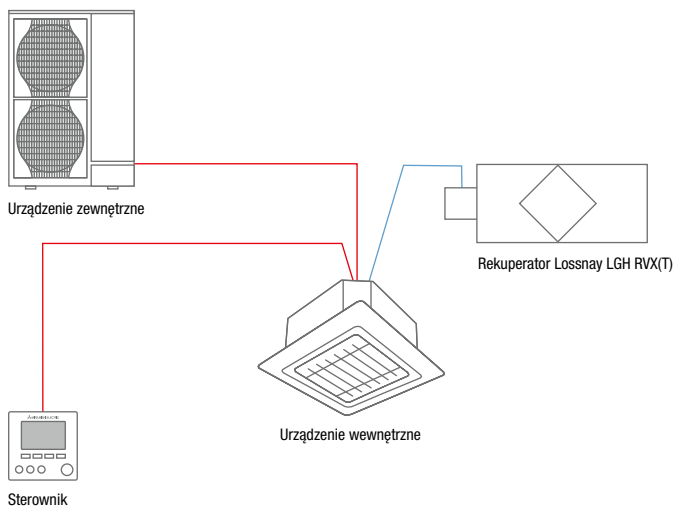 Urządzenie zewnętrzne
Rekuperator Lossnay LGH RVX(T)
Urządzenie wewnętrzne
Sterownik